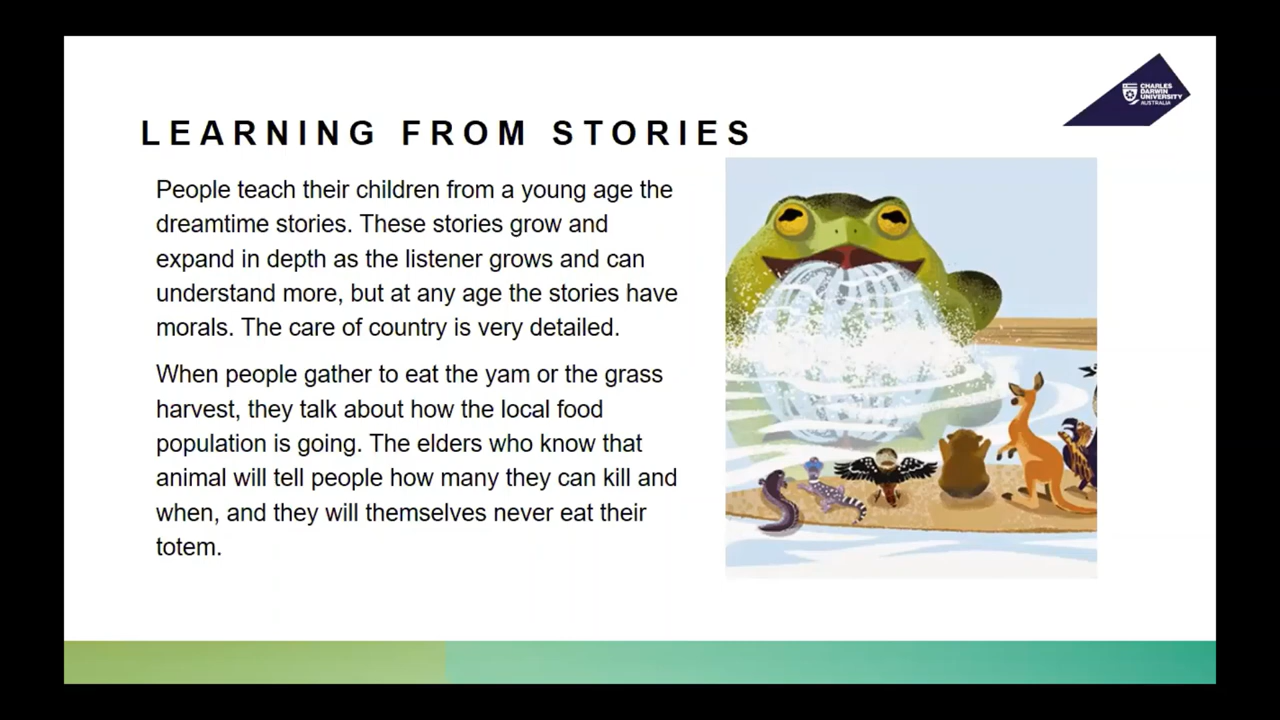 CHARLES
DARWIN
UNIVERSITY
AUSTRALIA
LEARNING FROM STORIES
People teach their children from a young age the
dreamtime stories. These stories grow and
expand in depth as the listener grows and can
understand more, but at any age the stories have
morals. The care of country is very detailed.
When people gather to eat the yam or the grass
harvest, they talk about how the local food
population is going. The elders who know that
animal will tell people how many they can kill and
when, and they will themselves never eat their
totem.